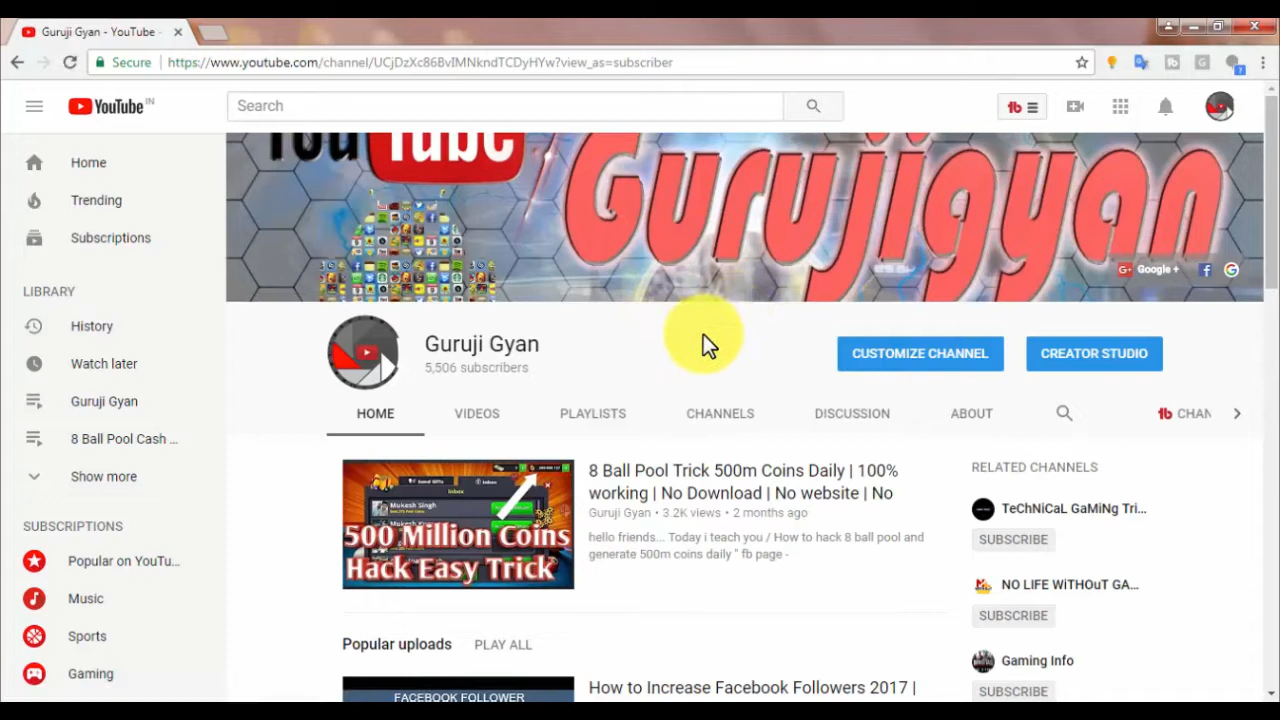 Guruji Gyan - YouTube -
Secure
https://www.youtube.com/channel/UCjDzXc86BvIMNkndTCDyHYw?view_as=subscriber
YouTube IN
Search
YouTube
Gurujigyan
Google +
Home
Trending
Subscriptions
LIBRARY
History
Watch later
Guruji Gyan
8 Ball Pool Cash ...
Show more
SUBSCRIPTIONS
Popular on YouTu...
Music
Sports
Gaming
Guruji Gyan
5,506 subscribers
CUSTOMIZE CHANNEL
CREATOR STUDIO
HOME
VIDEOS
PLAYLISTS
CHANNELS
DISCUSSION
ABOUT
CHAN
Inbox
Mukesh Singh
500 Million Coins
Hack Easy Trick
8 Ball Pool Trick 500m Coins Daily | 100%
working | No Download | No website | No
Guruji Gyan • 3.2K views • 2 months ago
hello friends... Today i teach you / How to hack 8 ball pool and
generate 500m coins daily " fb page -
Popular uploads
PLAY ALL
FACEBOOK FOLLOWER
How to Increase Facebook Followers 2017 |
RELATED CHANNELS
TeChNiCaL GaMiNg Tri...
SUBSCRIBE
NO LIFE WiTHOuT GA...
SUBSCRIBE
Gaming Info
SUBSCRIBE